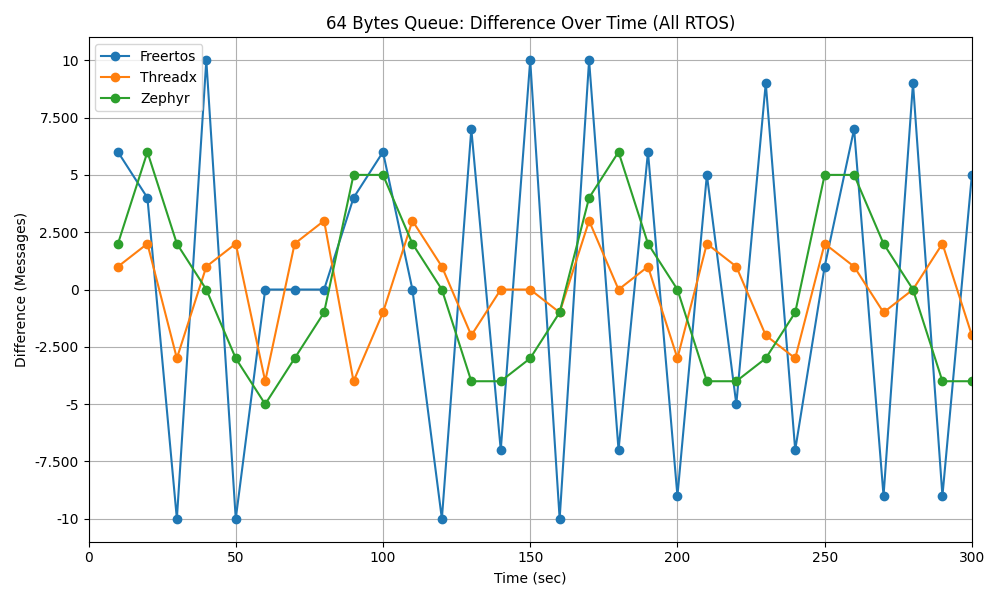 64 Bytes Queue: Difference Over Time (All RTOS)
Freertos
Threadx
Zephyr
Difference (Messages)
10
7.500
5
2.500
0
-2.500
-5
-7.500
-10
0 50 100 150 200 250 300
Time (sec)